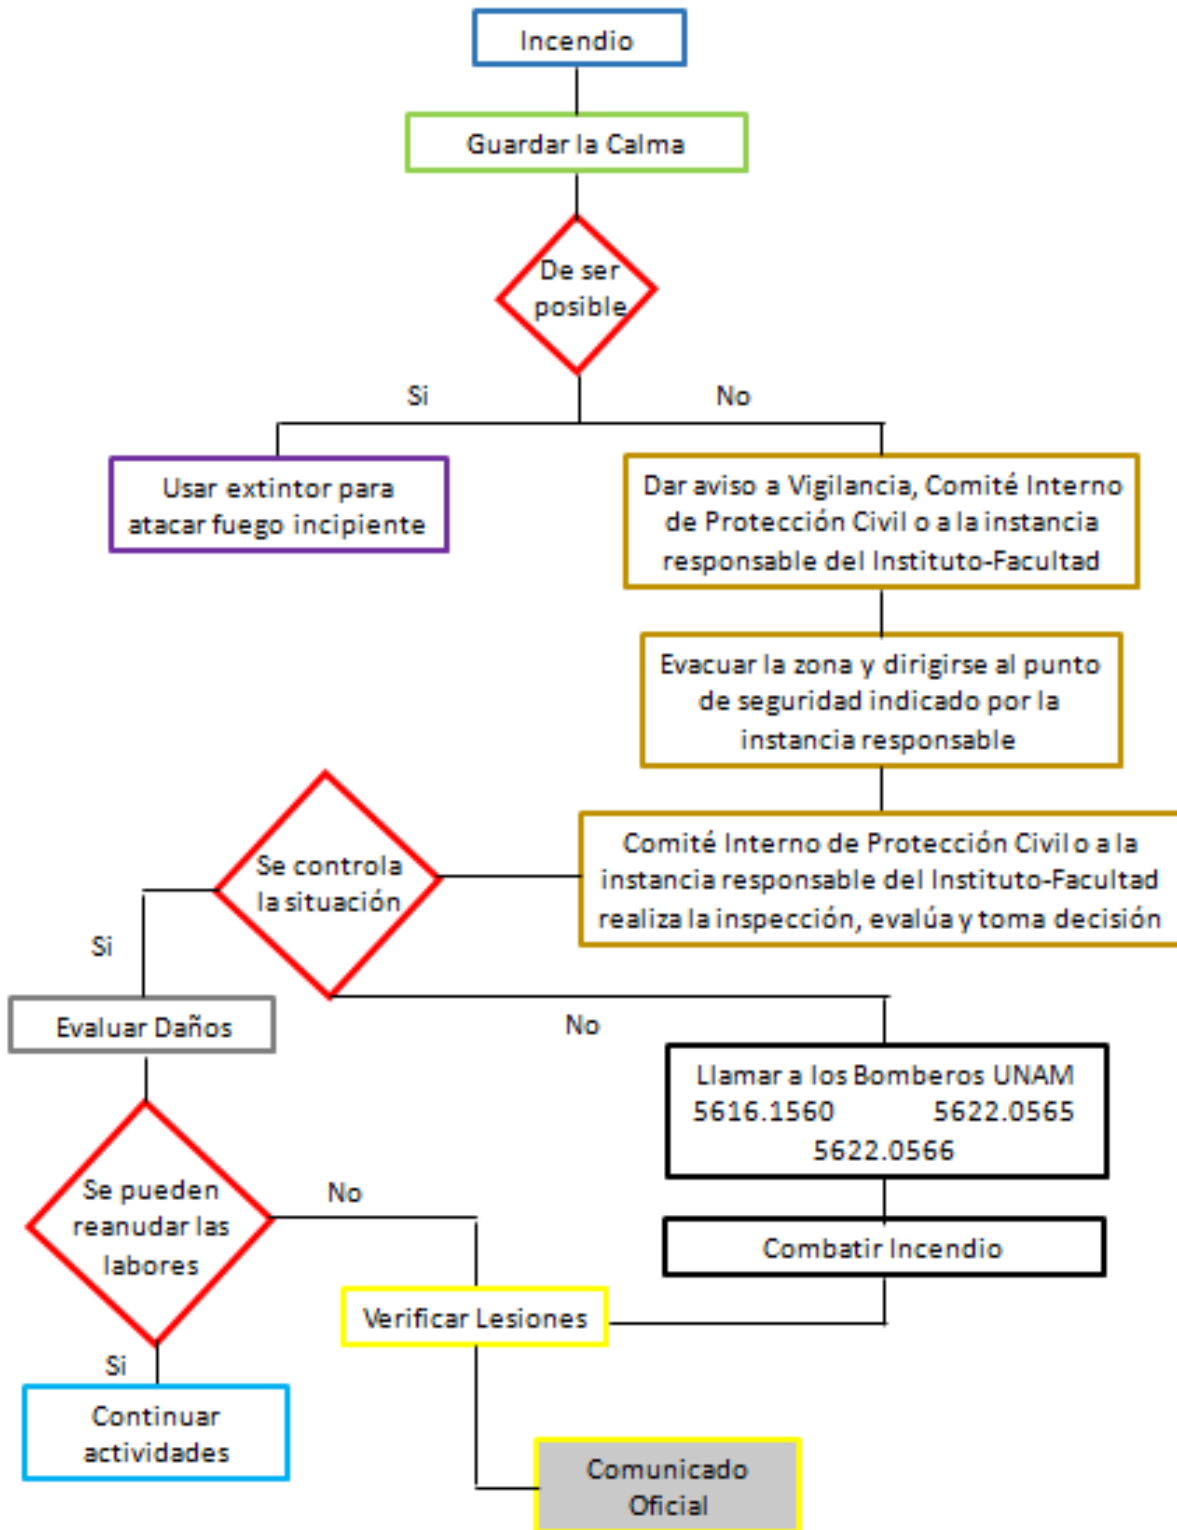 Incendio
Guardar la Calma
De ser
posible
Si
No
Usar extintor para
atacar fuego incipiente
Dar aviso a Vigilancia, Comité Interno
de Protección Civil o a la instancia
responsable del Instituto-Facultad
Evacuar la zona y dirigirse al punto
de seguridad indicado por la
instancia responsable
Comité Interno de Protección Civil o a la
instancia responsable del Instituto-Facultad
realiza la inspección, evalúa y toma decisión
Se controla
la situación
Si
No
Evaluar Daños
Llamar a los Bomberos UNAM
5616.1560 5622.0565
5622.0566
Se pueden
reanudar las
labores
No
Combatir Incendio
Verificar Lesiones
Si
Continuar
actividades
Comunicado
Oficial